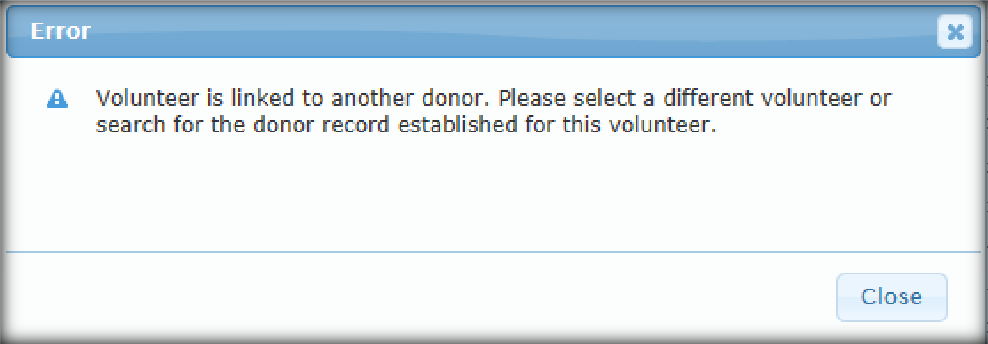 Error
Volunteer is linked to another donor. Please select a different volunteer or
search for the donor record established for this volunteer.
Close